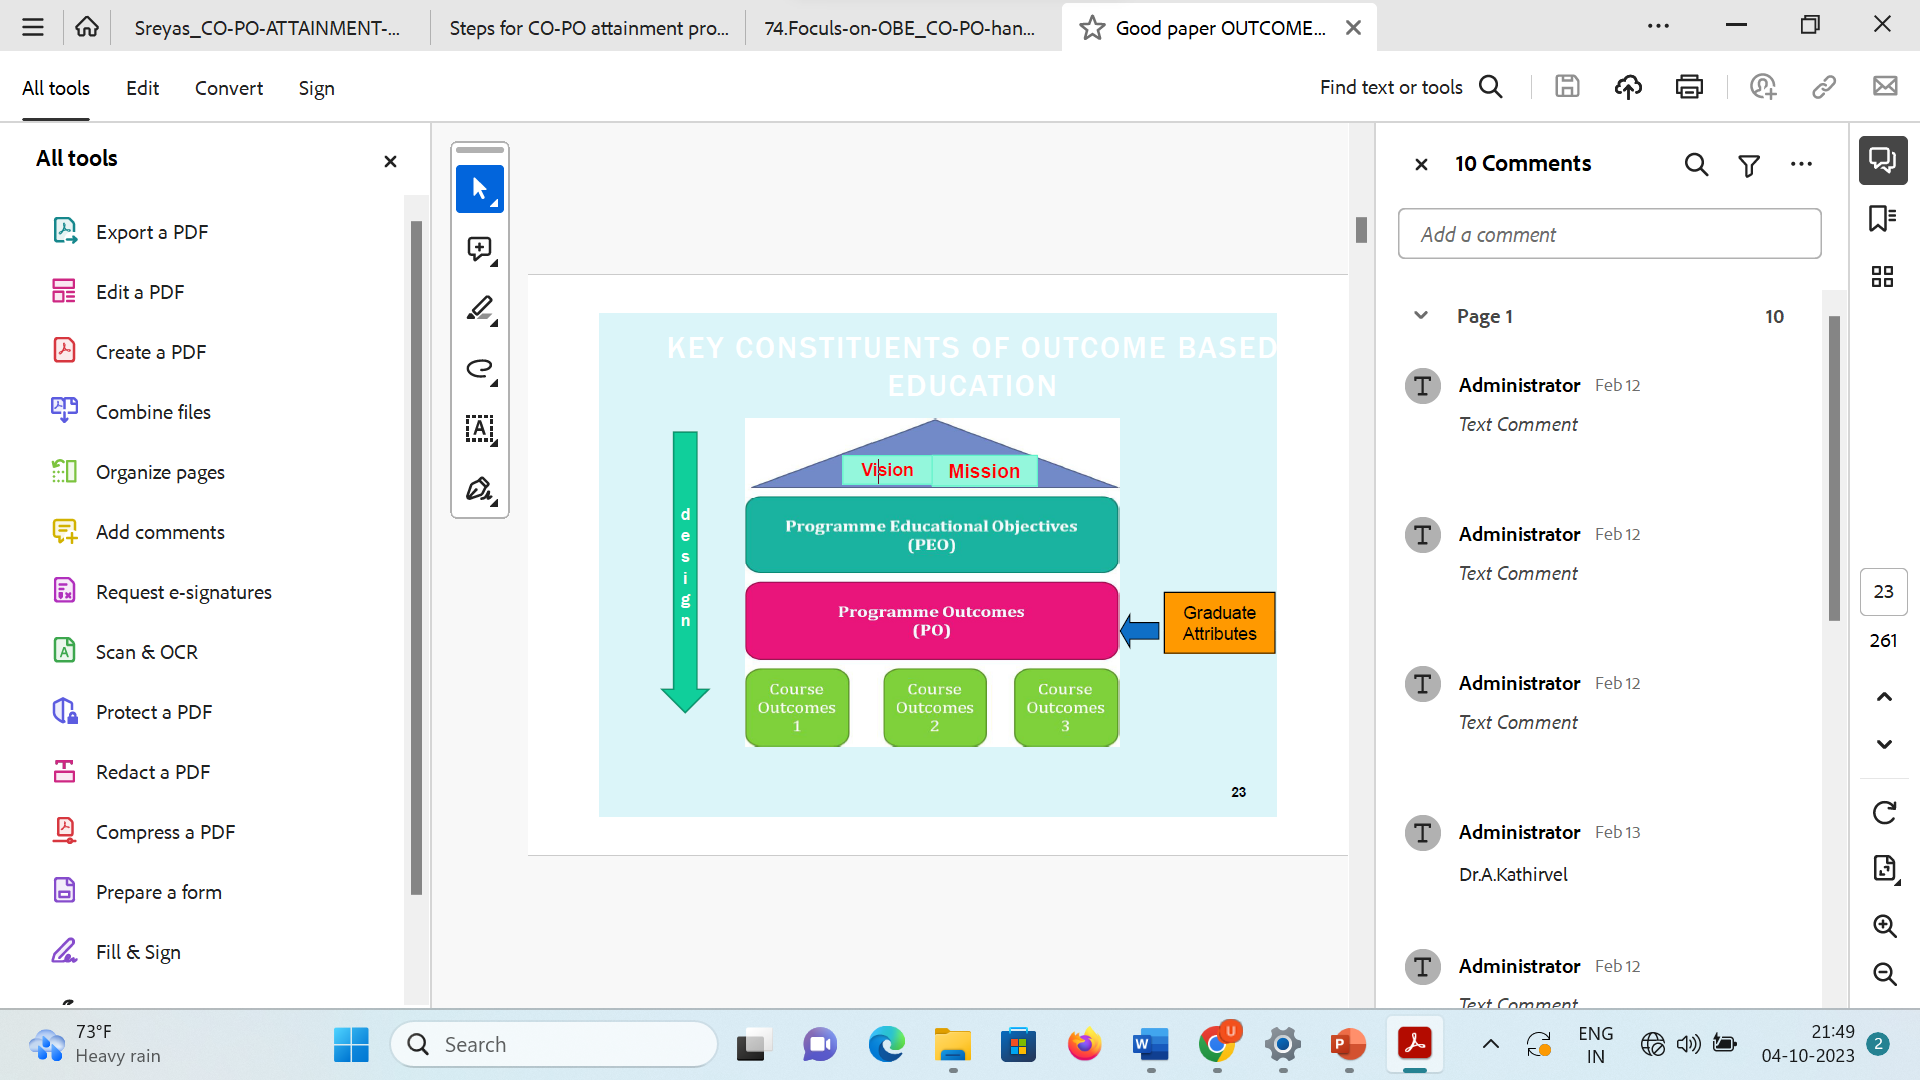 Sreyas_CO-PO-ATTAINMENT-...
Steps for CO-PO attainment pro...
74.Foculs-on-OBE_CO-PO-han...
Good paper OUTCOME...
All tools
Edit
Convert
Sign
Find text or tools
All tools
Export a PDF
Edit a PDF
Create a PDF
Combine files
Organize pages
Add comments
Request e-signatures
Scan & OCR
Protect a PDF
Redact a PDF
Compress a PDF
Prepare a form
Fill & Sign
KEY CONSTITUENTS OF OUTCOME BASED
EDUCATION
Vision
Mission
design
Programme Educational Objectives
(PEO)
Programme Outcomes
(PO)
Graduate
Attributes
Course
Outcomes
1
Course
Outcomes
2
Course
Outcomes
3
23
10 Comments
Add a comment
Page 1
10
Administrator Feb 12
Text Comment
Administrator Feb 12
Text Comment
Administrator Feb 12
Text Comment
Administrator Feb 13
Dr.A.Kathirvel
Administrator Feb 12
Text Comment
23
261
73°F
Heavy rain
Search
ENG
IN
21:49
04-10-2023
2